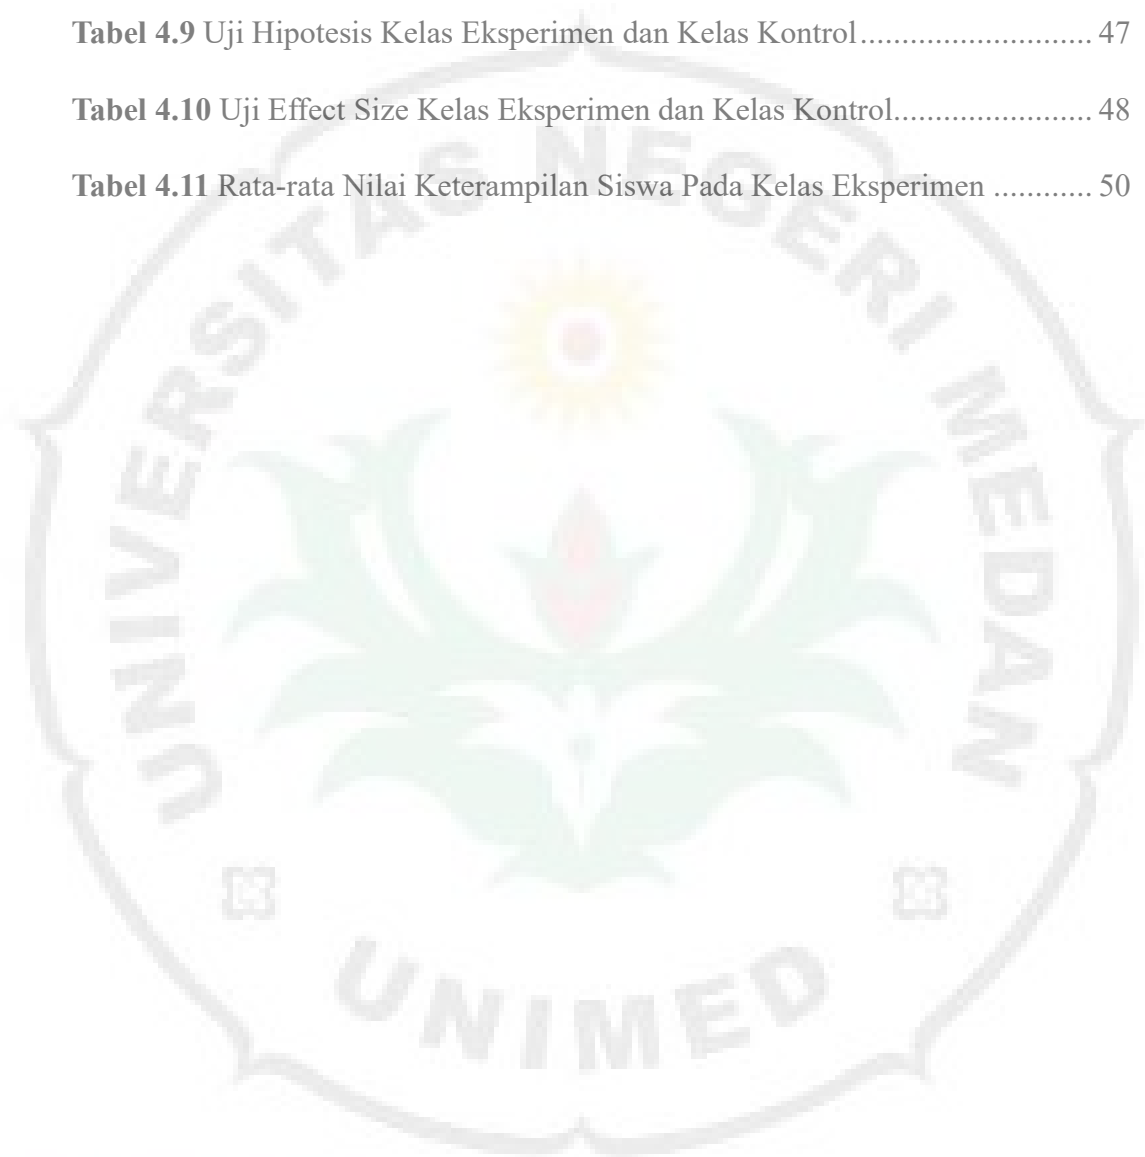 Tabel 4.9 Uji Hipotesis Kelas Eksperimen dan Kelas Kontrol............................ 47
Tabel 4.10 Uji Effect Size Kelas Eksperimen dan Kelas Kontrol........................ 48
Tabel 4.11 Rata-rata Nilai Keterampilan Siswa Pada Kelas Eksperimen ............ 50
UNIVERSITAS NEGERI MEDAN
UNIMED